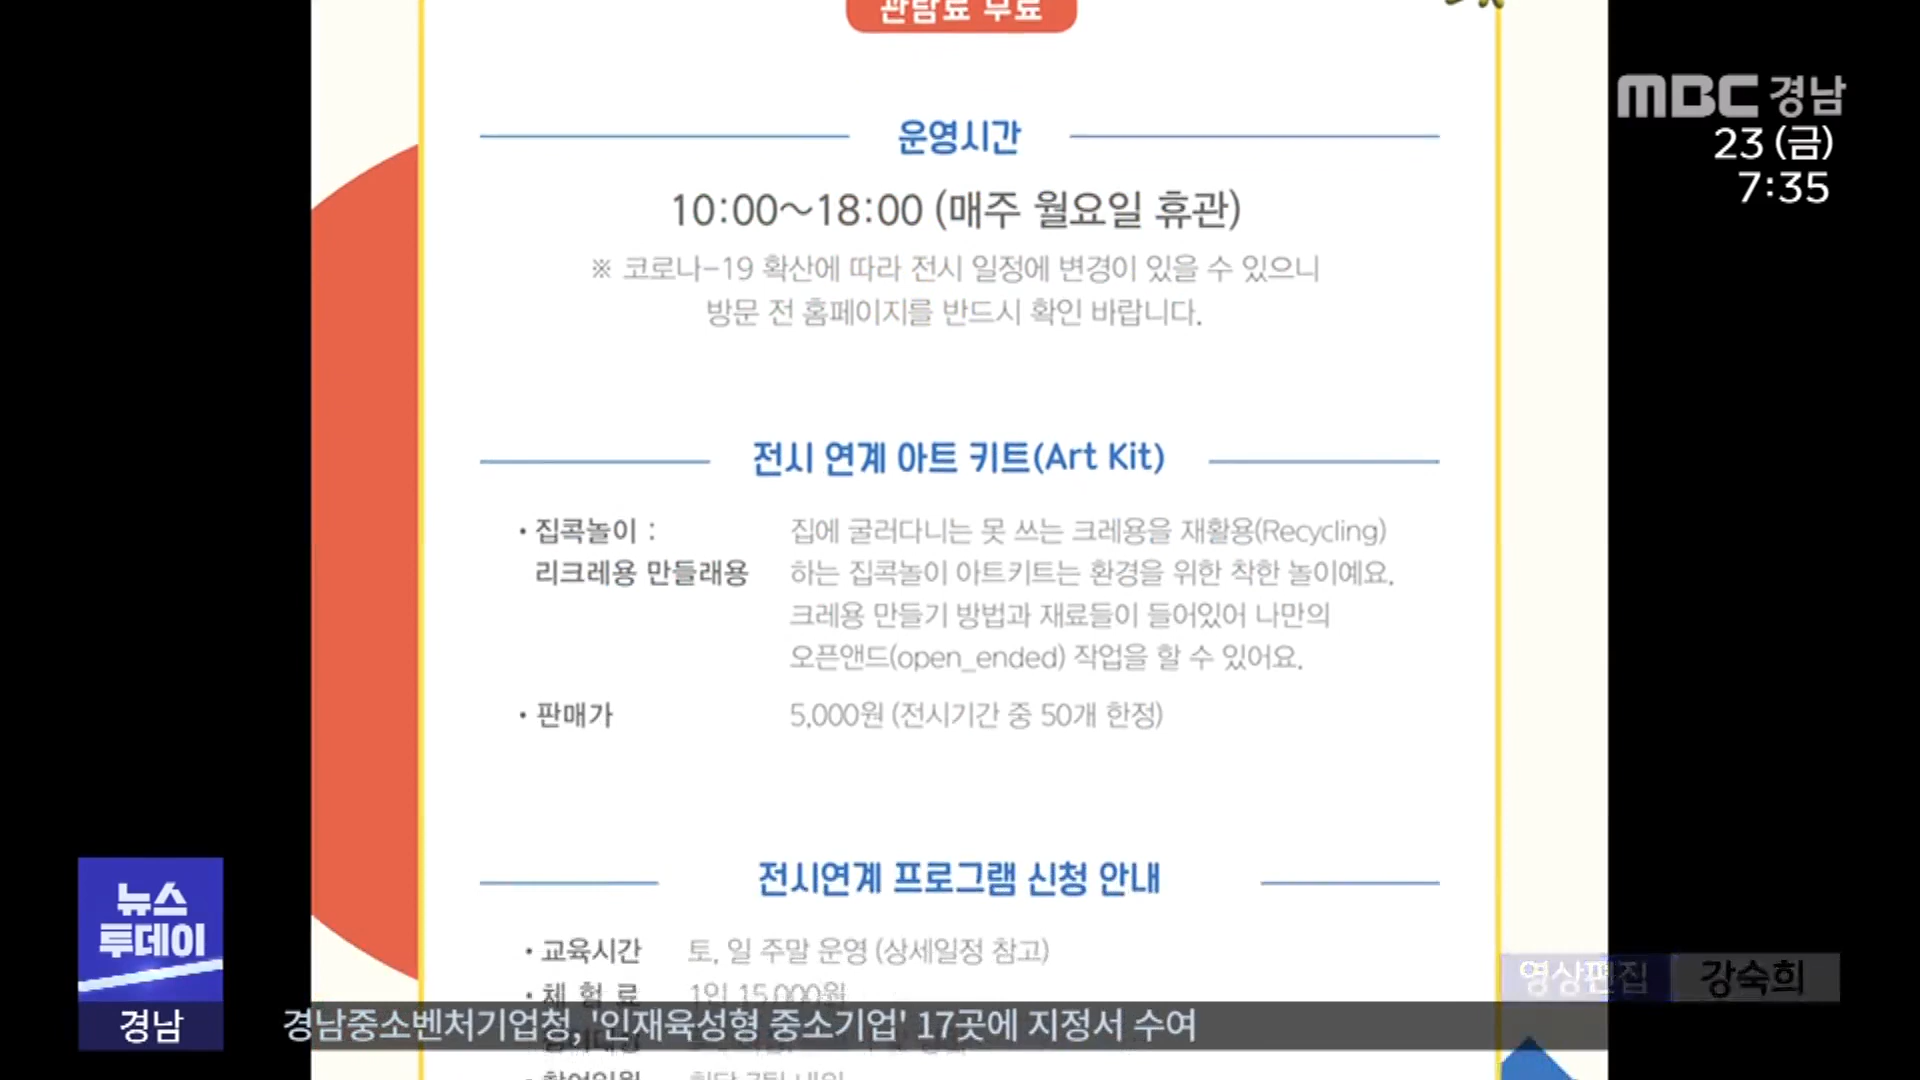 관람료 무료
MBC 경남
23 (금)
7:35
운영시간
10:00~18:00 (매주 월요일 휴관)
※ 코로나-19 확산에 따라 전시 일정에 변경이 있을 수 있으니
방문 전 홈페이지를 반드시 확인 바랍니다.
전시 연계 아트 키트(Art Kit)
• 집콕놀이 :
리크레용 만들래용
집에 굴러다니는 못 쓰는 크레용을 재활용(Recycling)
하는 집콕놀이 아트키트는 환경을 위한 착한 놀이예요.
크레용 만들기 방법과 재료들이 들어있어 나만의
오픈앤드(open_ended) 작업을 할 수 있어요.
• 판매가 5,000원 (전시기간 중 50개 한정)
전시연계 프로그램 신청 안내
• 교육시간 토, 일 주말 운영 (상세일정 참고)
• 체 험 료 1인 15,000원
뉴스
투데이
경남
영상편집 강숙희
경남중소벤처기업청, '인재육성형 중소기업' 17곳에 지정서 수여